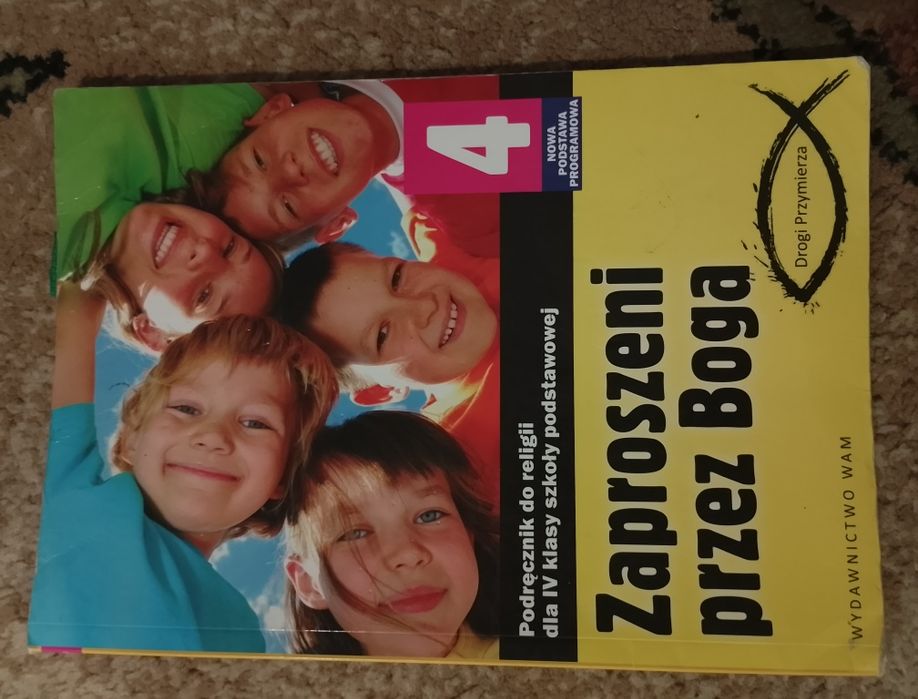 4
NOWA
PODSTAWA
PROGRAMOWA
Podręcznik do religii
dla IV klasy szkoły podstawowej
Zaproszeni
przez Boga
Drogi Przymierza
WYDAWNICTWO WAM